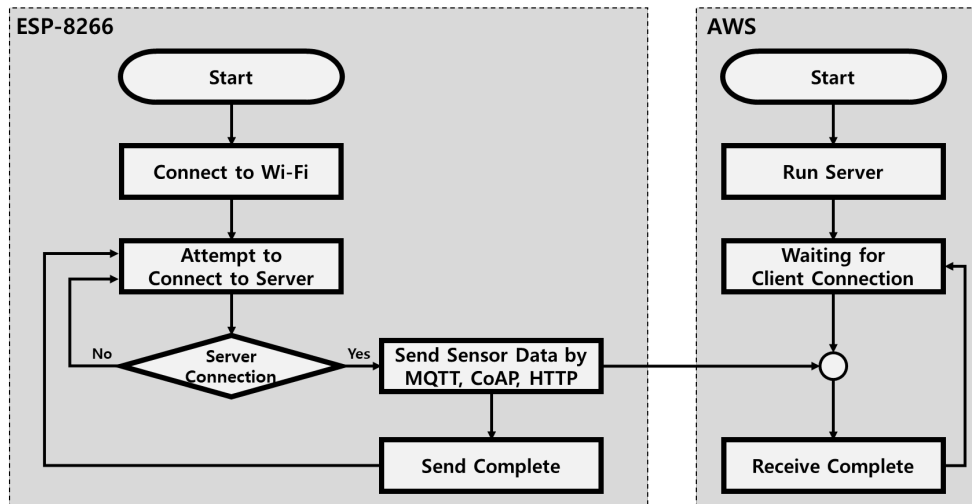 ESP-8266
Start
Connect to Wi-Fi
Attempt to
Connect to Server
No
Server
Connection
Yes
Send Sensor Data by
MQTT, CoAP, HTTP
Send Complete
AWS
Start
Run Server
Waiting for
Client Connection
Receive Complete